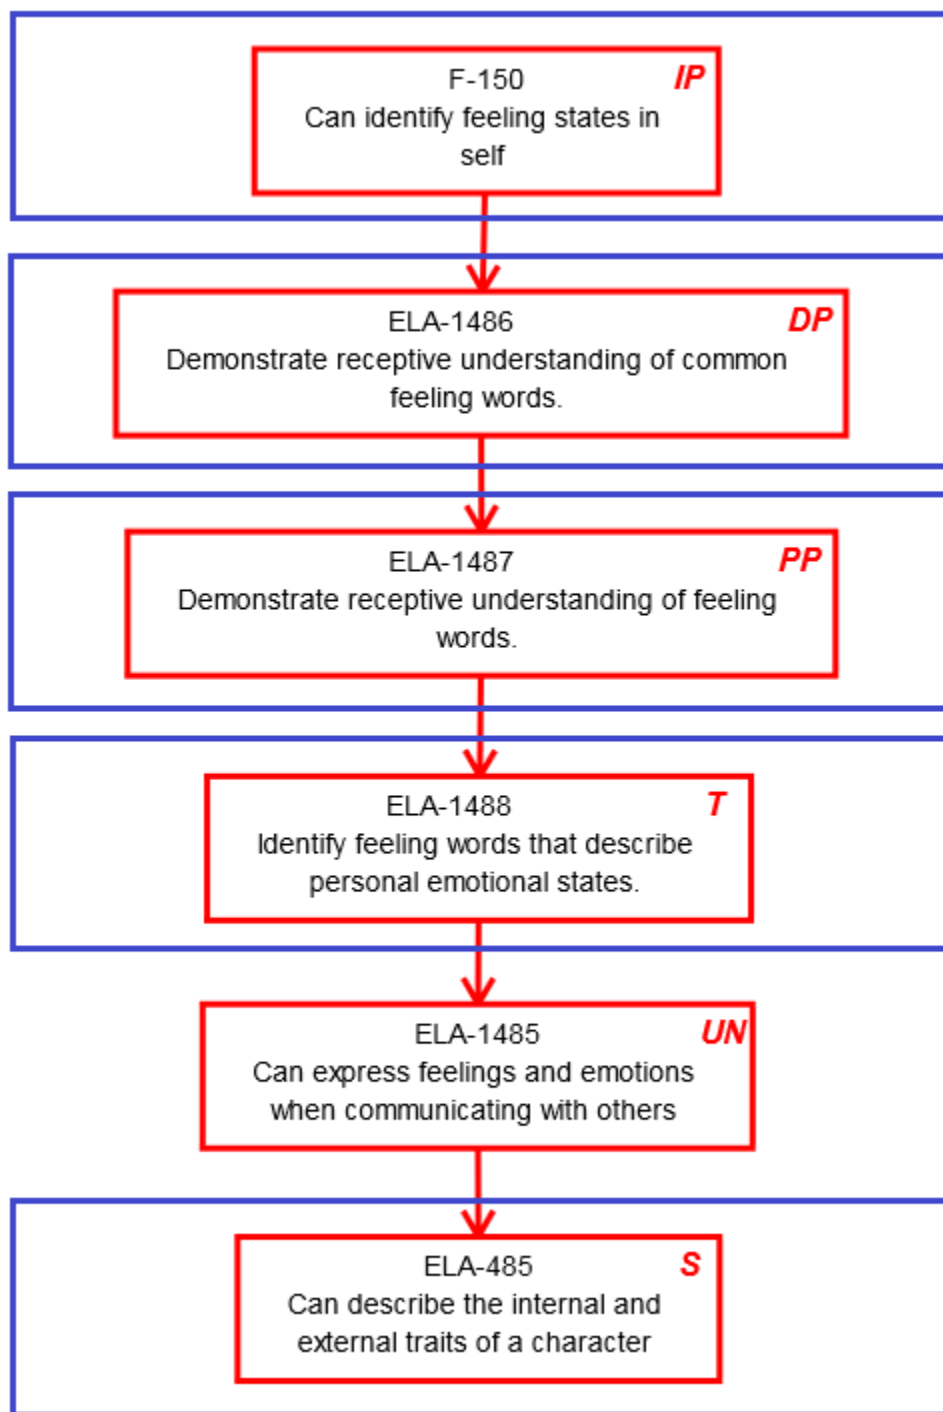 F-150 IP
Can identify feeling states in
self
ELA-1486 DP
Demonstrate receptive understanding of common
feeling words.
ELA-1487 PP
Demonstrate receptive understanding of feeling
words.
ELA-1488 T
Identify feeling words that describe
personal emotional states.
ELA-1485 UN
Can express feelings and emotions
when communicating with others
ELA-485 S
Can describe the internal and
external traits of a character